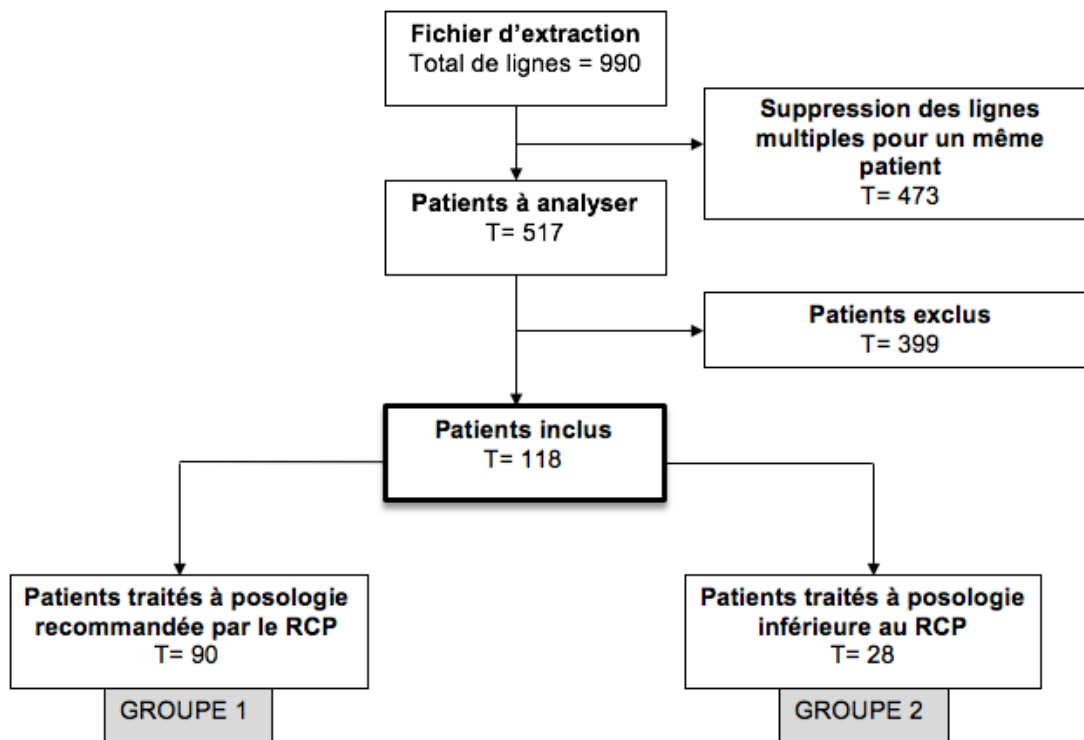 Fichier d’extraction
Total de lignes = 990
Suppression des lignes
multiples pour un même
patient
T= 473
Patients à analyser
T= 517
Patients exclus
T= 399
Patients inclus
T= 118
Patients traités à posologie
recommandée par le RCP
T= 90
GROUPE 1
Patients traités à posologie
inférieure au RCP
T= 28
GROUPE 2